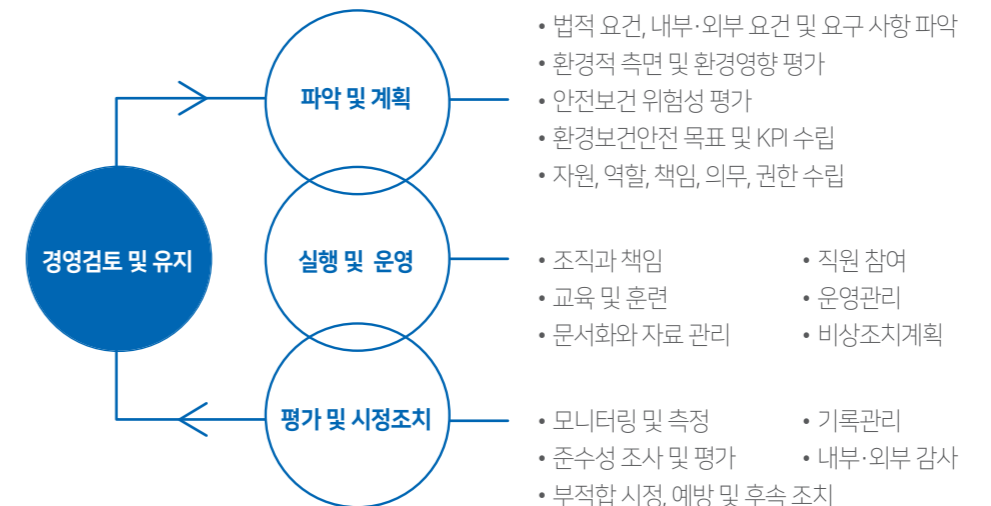 • 법적 요건, 내부·외부 요건 및 요구 사항 파악
• 환경적 측면 및 환경영향 평가
파악 및 계획
• 안전보건 위험성 평가
• 환경보건안전 목표 및 KPI 수립
• 자원, 역할, 책임, 의무, 권한 수립
경영검토 및 유지
실행 및 운영
• 조직과 책임
• 직원 참여
• 교육 및 훈련
• 운영관리
• 문서화와 자료 관리
• 비상조치계획
평가 및 시정조치
• 모니터링 및 측정
• 기록관리
• 준수성 조사 및 평가
• 내부·외부 감사
• 부적합 시정, 예방 및 후속 조치